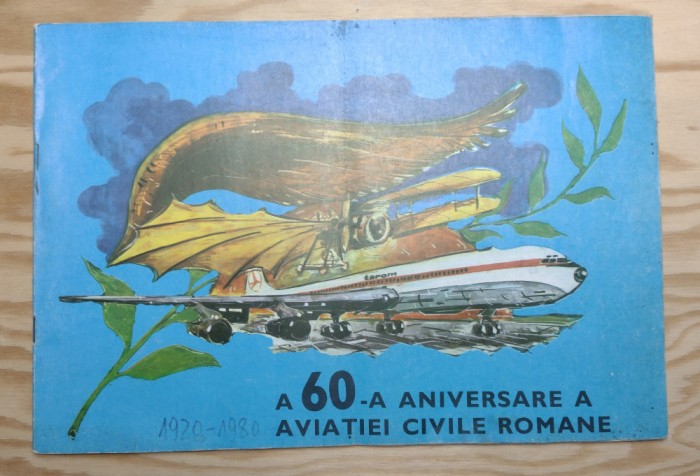 tarom
A 60-A ANIVERSARE A
1920-1980 AVIAȚIEI CIVILE ROMANE